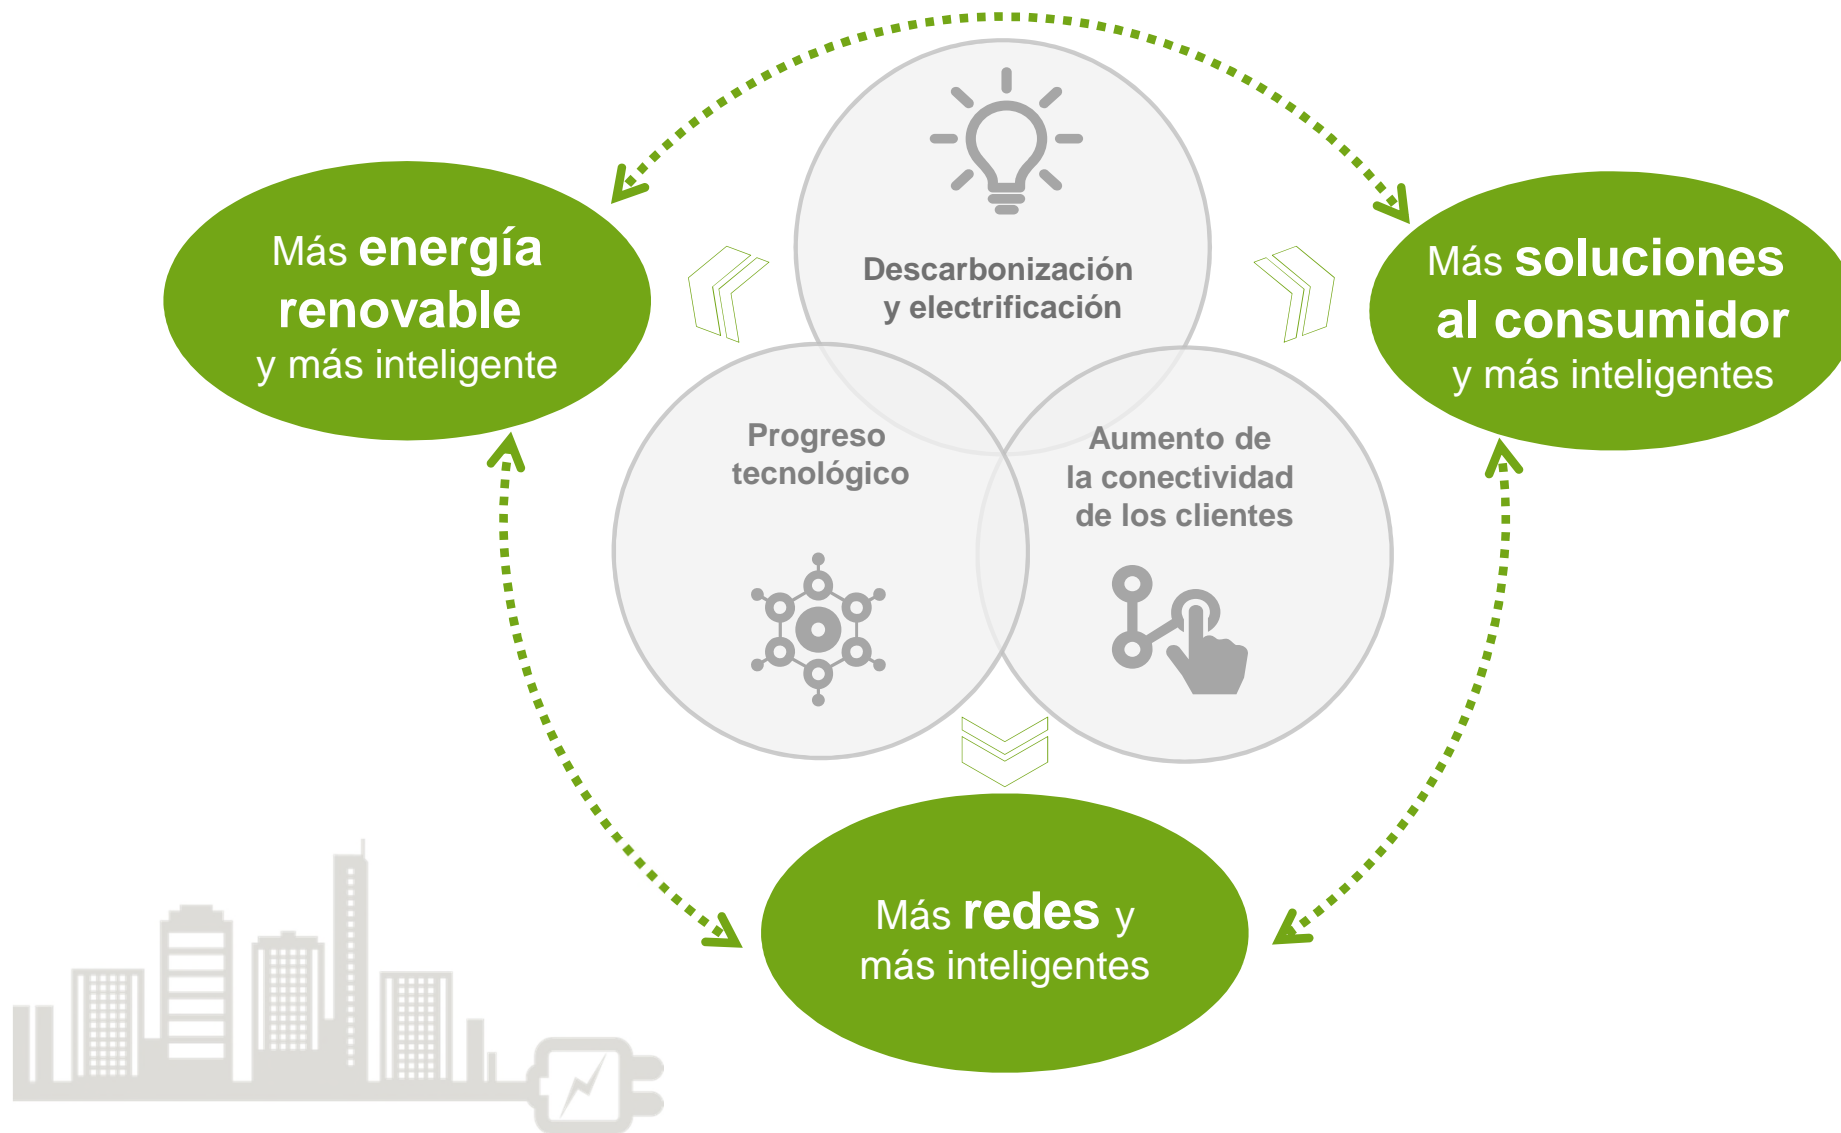 Más energía
renovable
y más inteligente
Descarbonización
y electrificación
Más soluciones
al consumidor
y más inteligentes
Progreso
tecnológico
Aumento de
la conectividad
de los clientes
Más redes y
más inteligentes